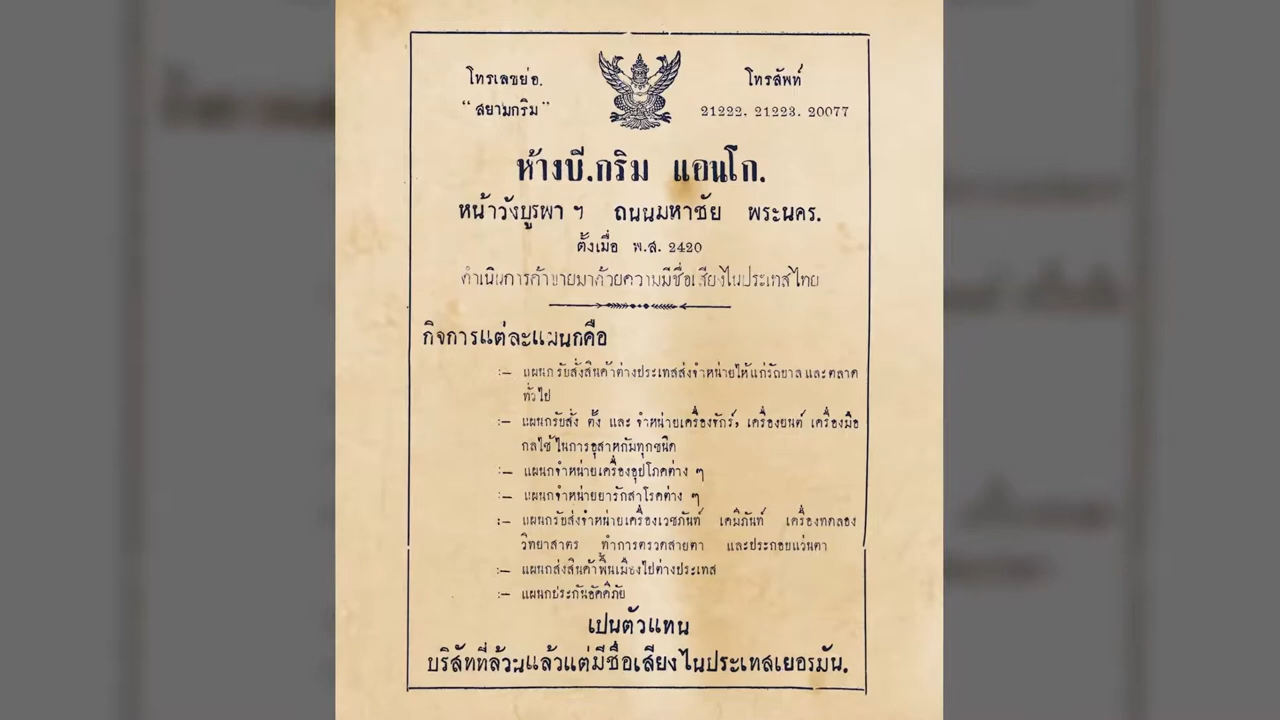 โทรเลขย่อ.
"สยามกริม"
โทรสัพท์
21222. 21223. 20077
ห้างบี.กริม แอนโก.
หน้าวังบูรพา ฯ ถนนมหาชัย พระนคร.
ตั้งเมื่อ พ.ส. 2420
ดำเนินการค้าขายมาด้วยความมีชื่อเสียงในประเทสไทย
กิจการแต่ละแผนกคือ
:— แผนกรับสั่งสินค้าต่างประเทสส่งจำหน่ายให้แก่รัถบาลและตลาด
ทั่วไป
:— แผนกรับสั่ง ตั้ง และ จำหน่ายเครื่องจักร์, เครื่องยนต์ เครื่องมือ
กลใช้ในการอุสาหกัมทุกชนิด
:— แผนกจำหน่ายเครื่องอุปโภคต่าง ๆ
:— แผนกจำหน่ายยารักสาโรคต่าง ๆ
:— แผนกรับส่งจำหน่ายเครื่องเวชภันท์ เคมีภันท์ เครื่องทดลอง
วิทยาสาตร ทำการตรวดสายตา และประกอบแว่นตา
:— แผนกส่งสินค้าพื้นเมืองไปต่างประเทส
:— แผนกประกันอัคคีภัย
เปนตัวแทน
บริสัททึ่ล้วนแล้วแต่มีชื่อเสียงไนประเทสเยอรมัน.